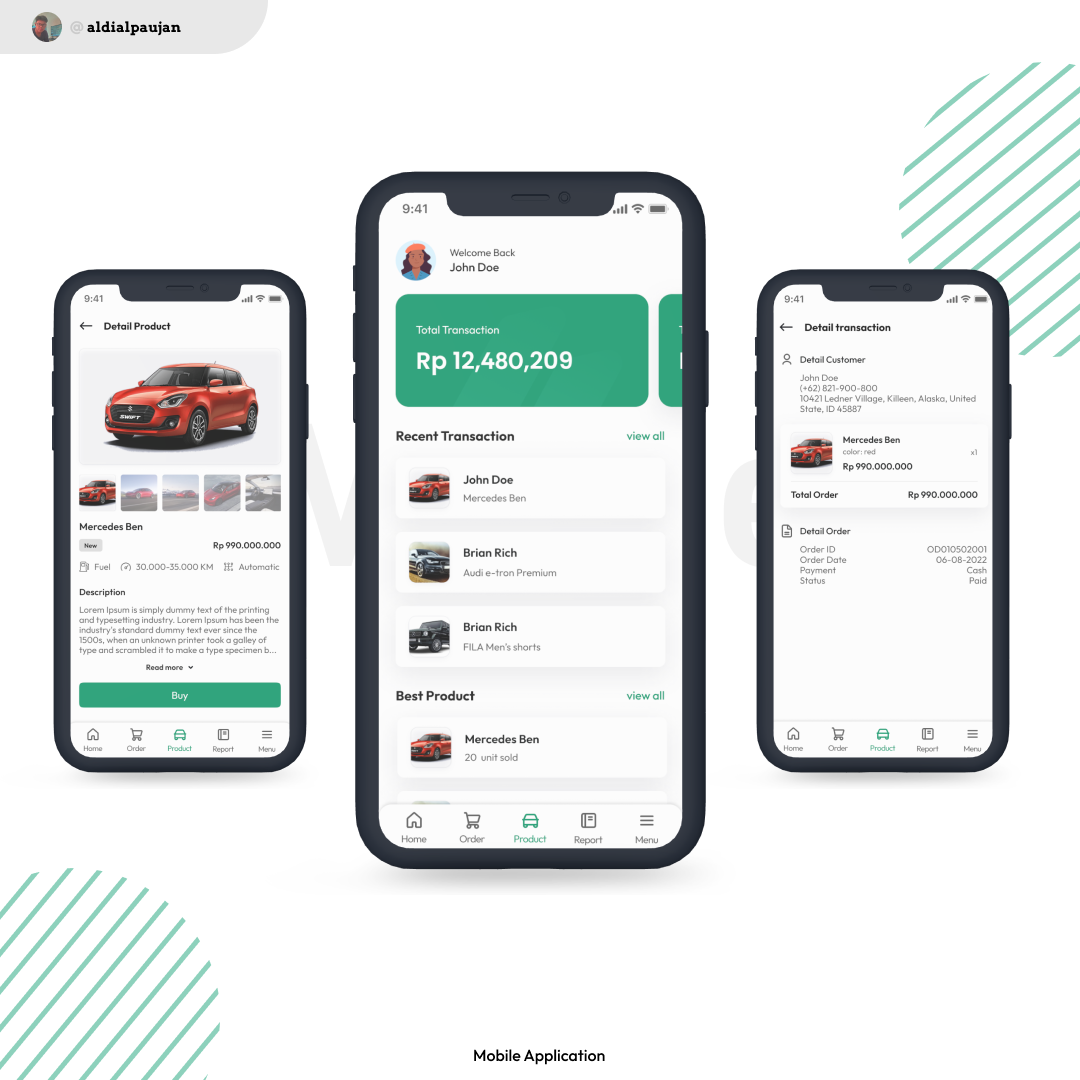 @ aldialpaujan
9:41
Detail Product
SWIFT
Mercedes Ben
New
Rp 990.000.000
Fuel
30.000-35.000 KM
Automatic
Description
Lorem Ipsum is simply dummy text of the printing
and typesetting industry. Lorem Ipsum has been the
industry's standard dummy text ever since the
1500s, when an unknown printer took a galley of
type and scrambled it to make a type specimen b...
Read more
Buy
Home Order Product Report Menu
9:41
Welcome Back
John Doe
Total Transaction
Rp 12,480,209
Recent Transaction view all
John Doe
Mercedes Ben
Brian Rich
Audi e-tron Premium
Brian Rich
FILA Men's shorts
Best Product view all
Mercedes Ben
20 unit sold
Home Order Product Report Menu
9:41
Detail transaction
Detail Customer
John Doe
(+62) 821-900-800
10421 Ledner Village, Killeen, Alaska, United
State, ID 45887
Mercedes Ben
color: red x1
Rp 990.000.000
Total Order Rp 990.000.000
Detail Order
Order ID OD010502001
Order Date 06-08-2022
Payment Cash
Status Paid
Home Order Product Report Menu
Mobile Application